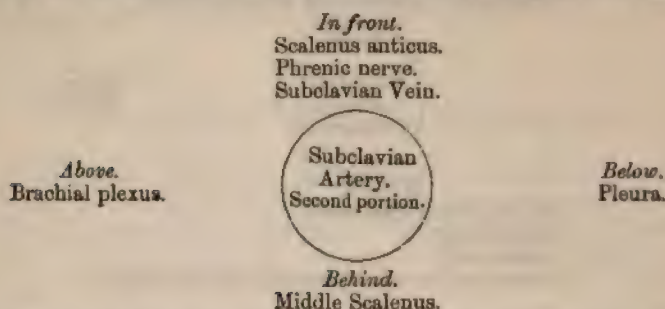 In front.
Scalenus anticus.
Phrenic nerve.
Subclavian Vein.
Above.
Brachial plexus.
Subclavian
Artery.
Second portion.
Below.
Pleura.
Behind.
Middle Scalenus.